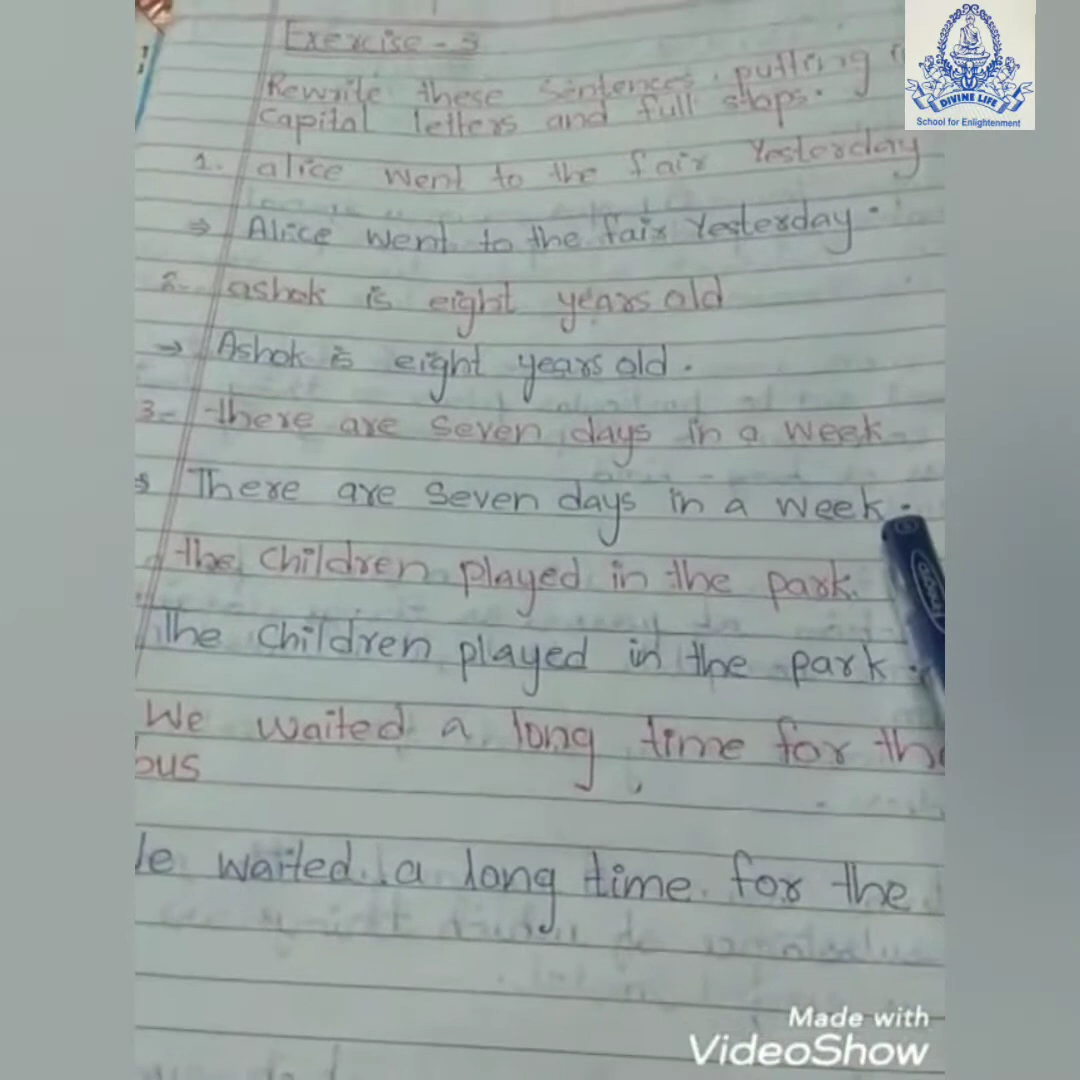 Exercise - 3
Rewrite these sentences, putting
Capital letters and full stops.
1. alice went to the fair Yesterday
⇒ Alice went to the fair Yesterday.
2- ashok is eight years old
→ Ashok is eight years old.
3- there are seven days in a week
There are seven days in a week.
the children played in the park.
The children played in the park.
We waited a long time for the
bus
le waited a long time for the
DIVINE LIFE
School for Enlightenment
Made with
VideoShow